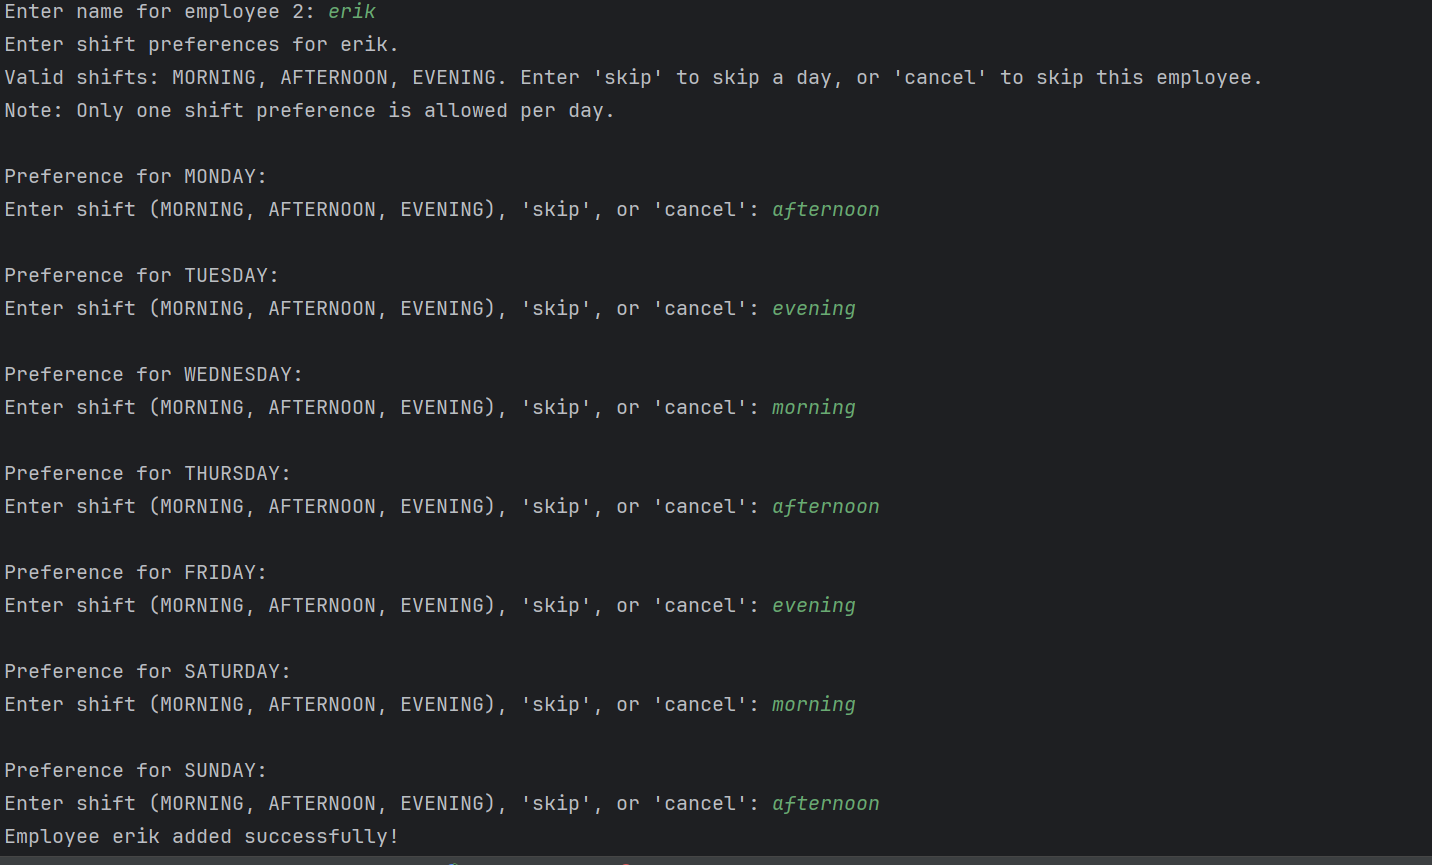 Enter name for employee 2: erik
Enter shift preferences for erik.
Valid shifts: MORNING, AFTERNOON, EVENING. Enter 'skip' to skip a day, or 'cancel' to skip this employee.
Note: Only one shift preference is allowed per day.
Preference for MONDAY:
Enter shift (MORNING, AFTERNOON, EVENING), 'skip', or 'cancel': afternoon
Preference for TUESDAY:
Enter shift (MORNING, AFTERNOON, EVENING), 'skip', or 'cancel': evening
Preference for WEDNESDAY:
Enter shift (MORNING, AFTERNOON, EVENING), 'skip', or 'cancel': morning
Preference for THURSDAY:
Enter shift (MORNING, AFTERNOON, EVENING), 'skip', or 'cancel': afternoon
Preference for FRIDAY:
Enter shift (MORNING, AFTERNOON, EVENING), 'skip', or 'cancel': evening
Preference for SATURDAY:
Enter shift (MORNING, AFTERNOON, EVENING), 'skip', or 'cancel': morning
Preference for SUNDAY:
Enter shift (MORNING, AFTERNOON, EVENING), 'skip', or 'cancel': afternoon
Employee erik added successfully!